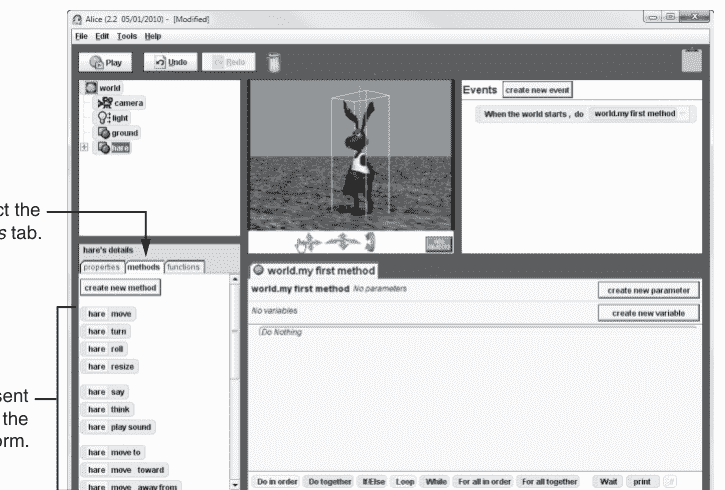 Alice (2.2 05/01/2010) - [Modified]
File Edit Tools Help
Play Undo Redo
world
camera
light
ground
hare
Events create new event
When the world starts, do world.my first method
ct the
s tab.
hare's details
properties methods functions
create new method
hare move
hare turn
hare roll
hare resize
hare say
hare think
hare play sound
hare move to
hare move toward
hare move away from
sent
the
orm.
world.my first method
world.my first method No parameters
create new parameter
No variables
create new variable
Do Nothing
Do in order Do together If/Else Loop While For all in order For all together Wait print